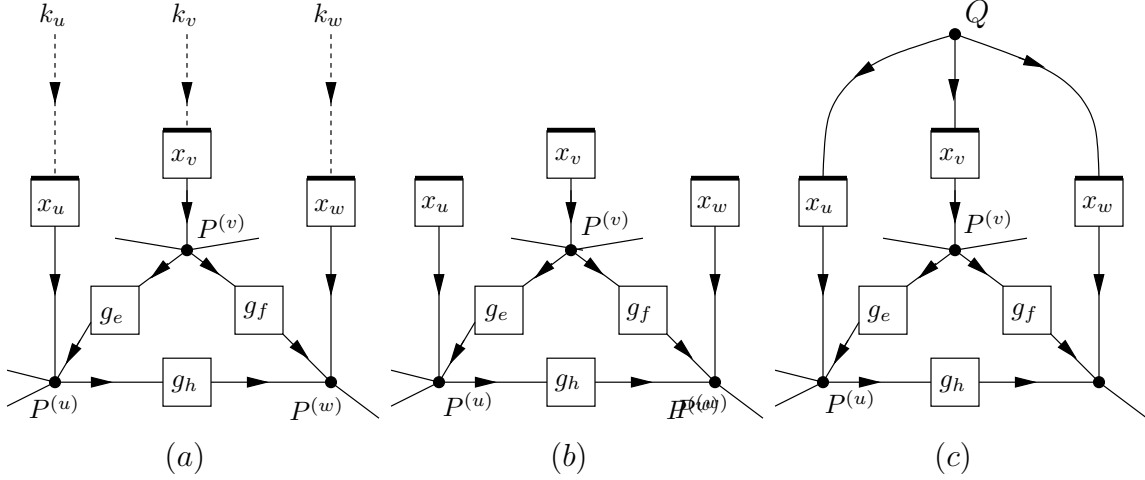 k_u k_v k_w Q
x_v x_v x_v
x_u x_w x_u x_w x_u x_w
P^{(v)} P^{(v)} P^{(v)}
g_e g_f g_e g_f g_e g_f
g_h g_h g_h
P^{(u)} P^{(w)} P^{(u)} P^{(u)}
(a) (b) (c)